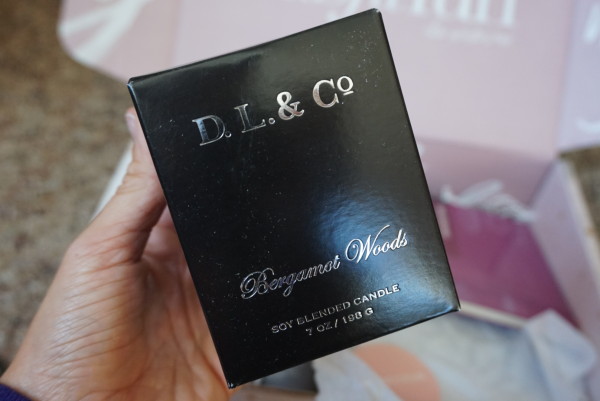 D. L. & Cº
Bergamot Woods
SOY BLENDED CANDLE
7 OZ / 198 G